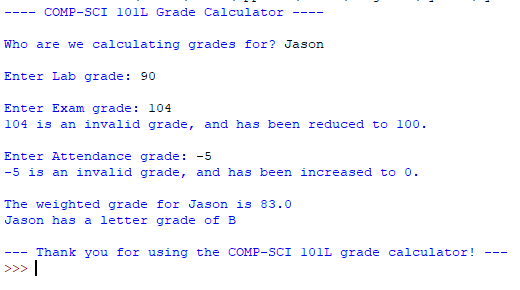 ---- COMP-SCI 101L Grade Calculator ----
Who are we calculating grades for? Jason
Enter Lab grade: 90
Enter Exam grade: 104
104 is an invalid grade, and has been reduced to 100.
Enter Attendance grade: -5
-5 is an invalid grade, and has been increased to 0.
The weighted grade for Jason is 83.0
Jason has a letter grade of B
--- Thank you for using the COMP-SCI 101L grade calculator! ---
>>>